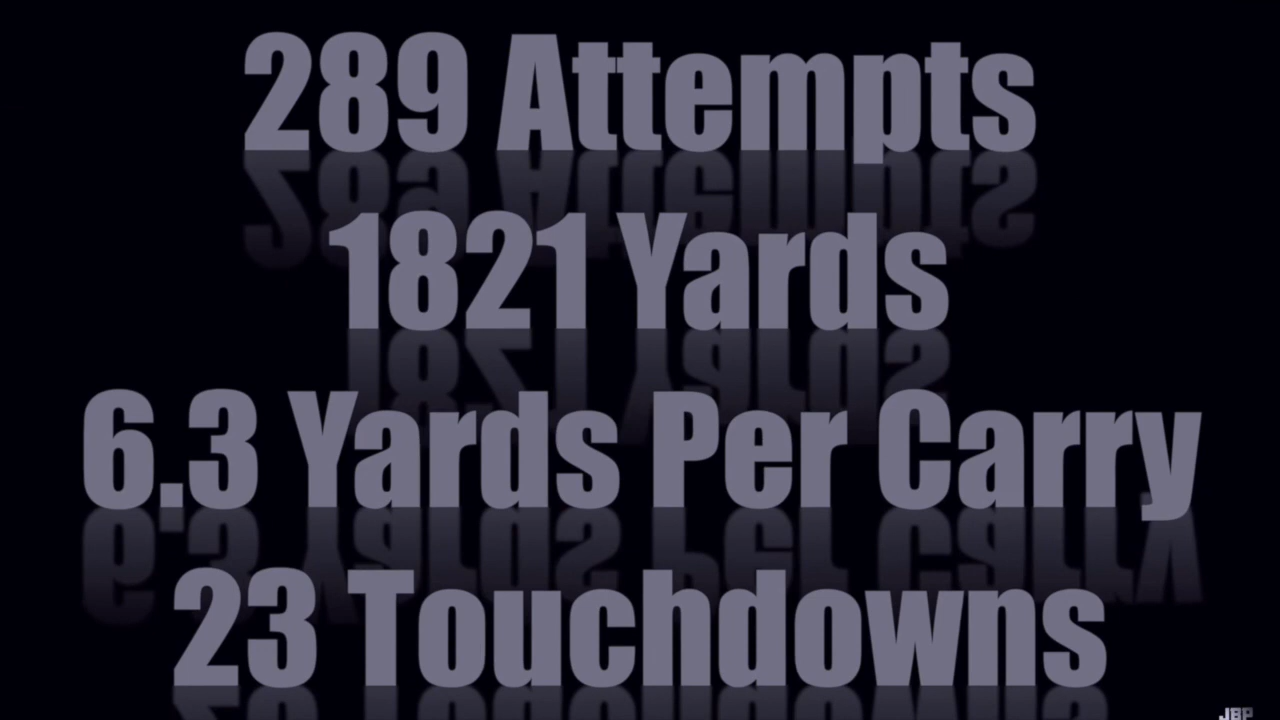 289 Attempts
1821 Yards
6.3 Yards Per Carry
23 Touchdowns
JBP